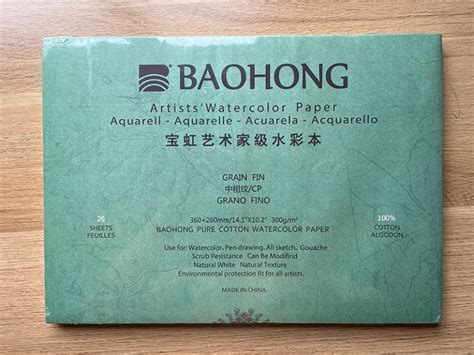 BAOHONG
Artists' Watercolor Paper
Aquarell - Aquarelle - Acuarela - Acquarello
宝虹艺术家级水彩本
GRAIN FIN
中粗纹/CP
GRANO FINO
20
SHEETS
FEUILLES
360×260mm/14.1"X10.2" 300g/m²
BAOHONG PURE COTTON WATERCOLOR PAPER
100%
COTTON
ALGODON
Use for: Watercolor, Pen drawing, All sketch, Gouache
Scrub Resistance Can Be Modifind
Natural White Natural Texture
Environmental protection fit for all artists.
MADE IN CHINA